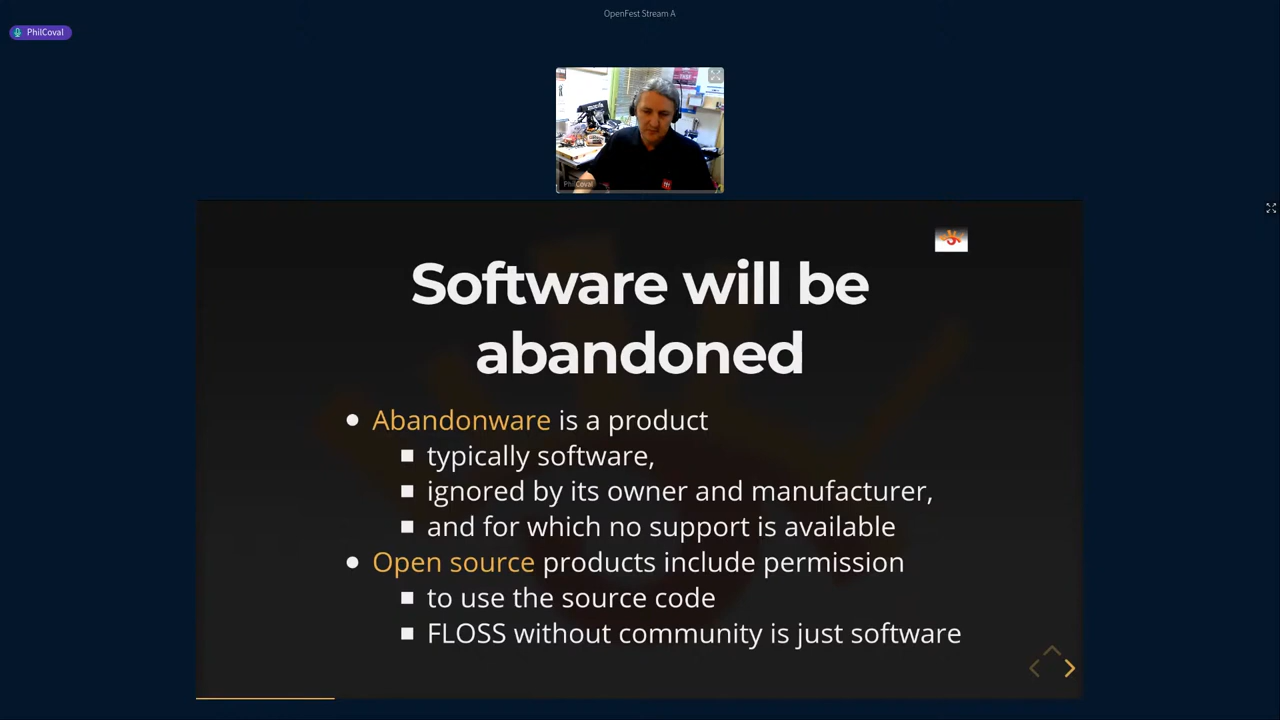 OpenFest Stream A
PhilCoval
PhilCoval
Software will be
abandoned
Abandonware is a product
typically software,
ignored by its owner and manufacturer,
and for which no support is available
Open source products include permission
to use the source code
FLOSS without community is just software